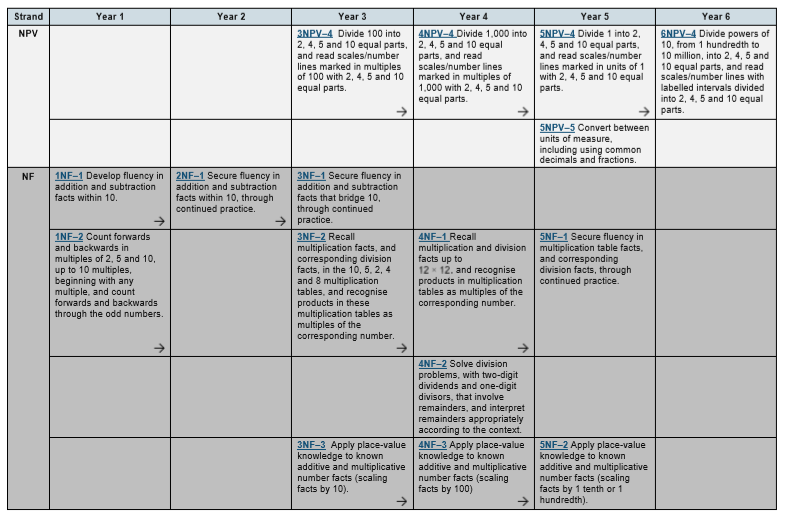 Strand Year 1 Year 2 Year 3 Year 4 Year 5 Year 6
NPV
3NPV–4 Divide 100 into
2, 4, 5 and 10 equal parts,
and read scales/number
lines marked in multiples
of 100 with 2, 4, 5 and 10
equal parts.
→
4NPV–4 Divide 1,000 into
2, 4, 5 and 10 equal
parts, and read
scales/number lines
marked in multiples of
1,000 with 2, 4, 5 and 10
equal parts.
→
5NPV–4 Divide 1 into 2,
4, 5 and 10 equal parts,
and read scales/number
lines marked in units of 1
with 2, 4, 5 and 10 equal
parts.
→
6NPV–4 Divide powers of
10, from 1 hundredth to
10 million, into 2, 4, 5 and
10 equal parts, and read
scales/number lines with
labelled intervals divided
into 2, 4, 5 and 10 equal
parts.
5NPV–5 Convert between
units of measure,
including using common
decimals and fractions.
NF
1NF–1 Develop fluency in
addition and subtraction
facts within 10.
→
2NF–1 Secure fluency in
addition and subtraction
facts within 10, through
continued practice.
→
3NF–1 Secure fluency in
addition and subtraction
facts that bridge 10,
through continued
practice.
1NF–2 Count forwards
and backwards in
multiples of 2, 5 and 10,
up to 10 multiples,
beginning with any
multiple, and count
forwards and backwards
through the odd numbers.
→
3NF–2 Recall
multiplication facts, and
corresponding division
facts, in the 10, 5, 2, 4
and 8 multiplication
tables, and recognise
products in these
multiplication tables as
multiples of the
corresponding number.
→
4NF–1 Recall
multiplication and division
facts up to
12 × 12, and recognise
products in multiplication
tables as multiples of the
corresponding number.
→
5NF–1 Secure fluency in
multiplication table facts,
and corresponding
division facts, through
continued practice.
4NF–2 Solve division
problems, with two-digit
dividends and one-digit
divisors, that involve
remainders, and interpret
remainders appropriately
according to the context.
3NF–3 Apply place-value
knowledge to known
additive and multiplicative
number facts (scaling
facts by 10).
→
4NF–3 Apply place-value
knowledge to known
additive and multiplicative
number facts (scaling
facts by 100)
→
5NF–2 Apply place-value
knowledge to known
additive and multiplicative
number facts (scaling
facts by 1 tenth or 1
hundredth).